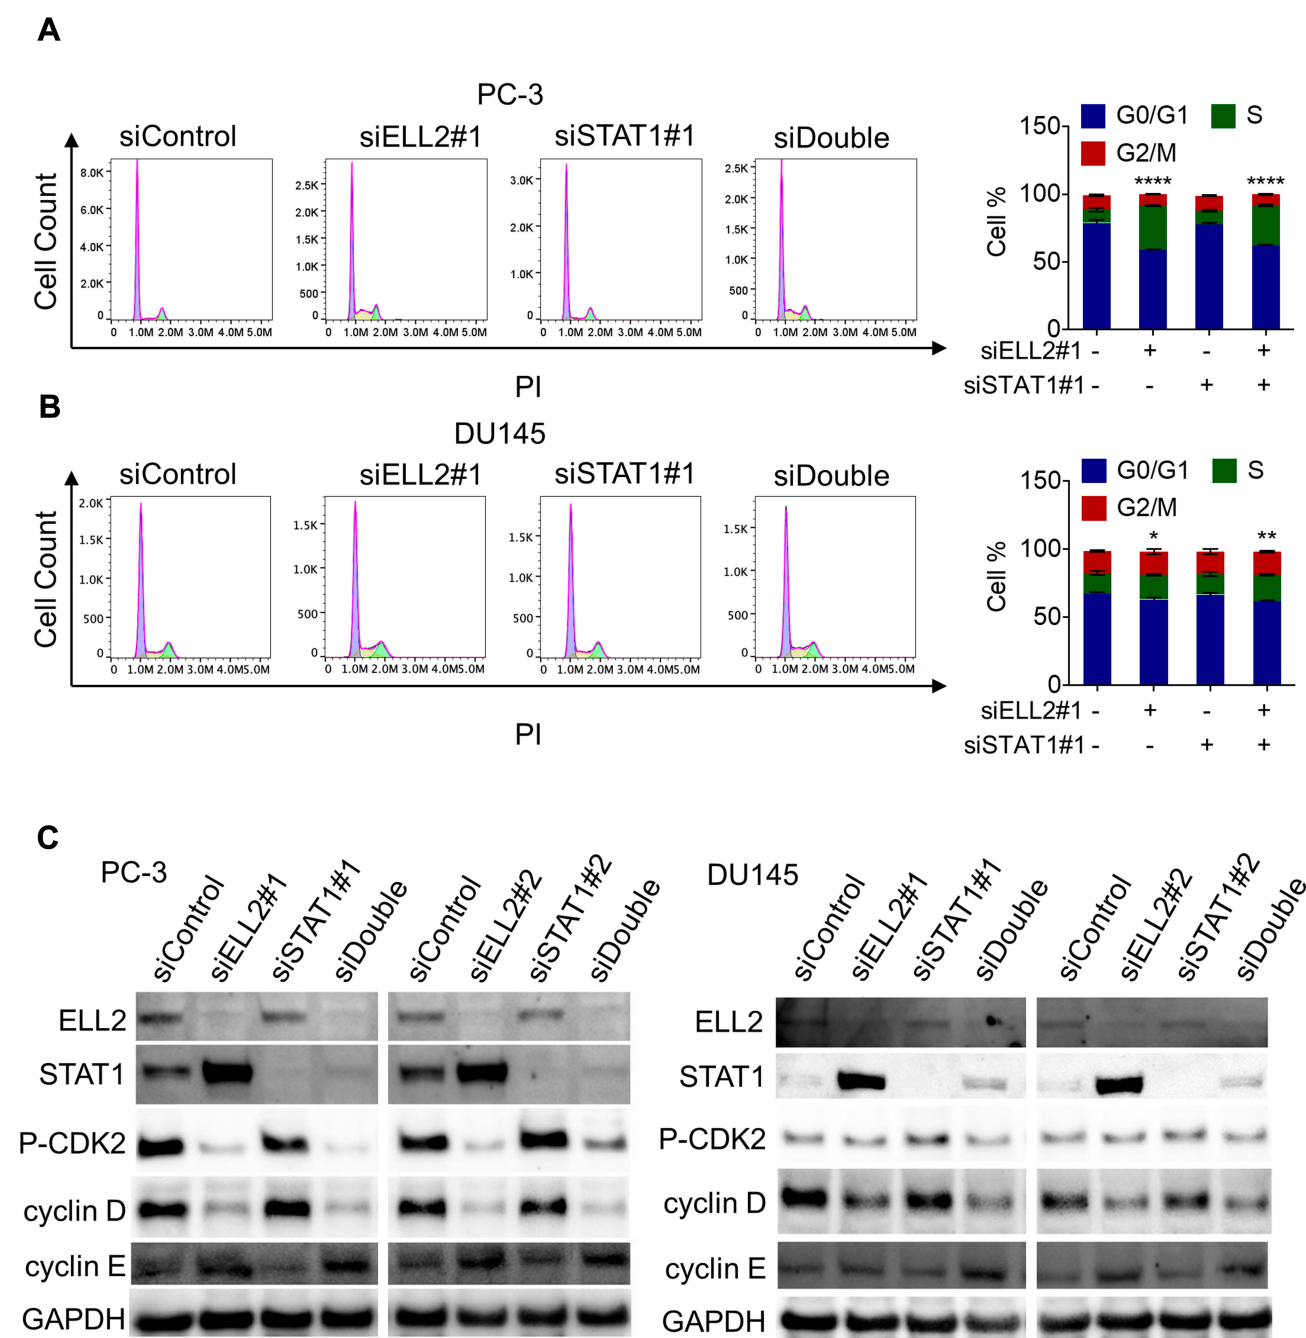 A
PC-3
siControl siELL2#1 siSTAT1#1 siDouble
Cell Count
8.0K
6.0K
4.0K
2.0K
0
0 1.0M 2.0M 3.0M 4.0M 5.0M
2.5K
2.0K
1.5K
1.0K
500
0
0 1.0M 2.0M 3.0M 4.0M 5.0M
3.0K
2.0K
1.0K
0
0 1.0M 2.0M 3.0M 4.0M 5.0M
2.5K
2.0K
1.5K
1.0K
500
0
0 1.0M 2.0M 3.0M 4.0M 5.0M
PI
G0/G1 S
G2/M
Cell %
150
100
50
0
**** ****
siELL2#1 - + - +
siSTAT1#1 - - + +
B
DU145
siControl siELL2#1 siSTAT1#1 siDouble
Cell Count
2.0K
1.5K
1.0K
500
0
0 1.0M 2.0M 3.0M 4.0M5.0M
1.5K
1.0K
500
0
0 1.0M 2.0M 3.0M 4.0M5.0M
2.0K
1.5K
1.0K
500
0
0 1.0M 2.0M 3.0M 4.0M5.0M
1.5K
1.0K
500
0
0 1.0M 2.0M 3.0M 4.0M5.0M
PI
G0/G1 S
G2/M
Cell %
150
100
50
0
* **
siELL2#1 - + - +
siSTAT1#1 - - + +
C
PC-3
siControl siELL2#1 siSTAT1#1 siDouble siControl siELL2#2 siSTAT1#2 siDouble
ELL2
STAT1
P-CDK2
cyclin D
cyclin E
GAPDH
DU145
siControl siELL2#1 siSTAT1#1 siDouble siControl siELL2#2 siSTAT1#2 siDouble
ELL2
STAT1
P-CDK2
cyclin D
cyclin E
GAPDH